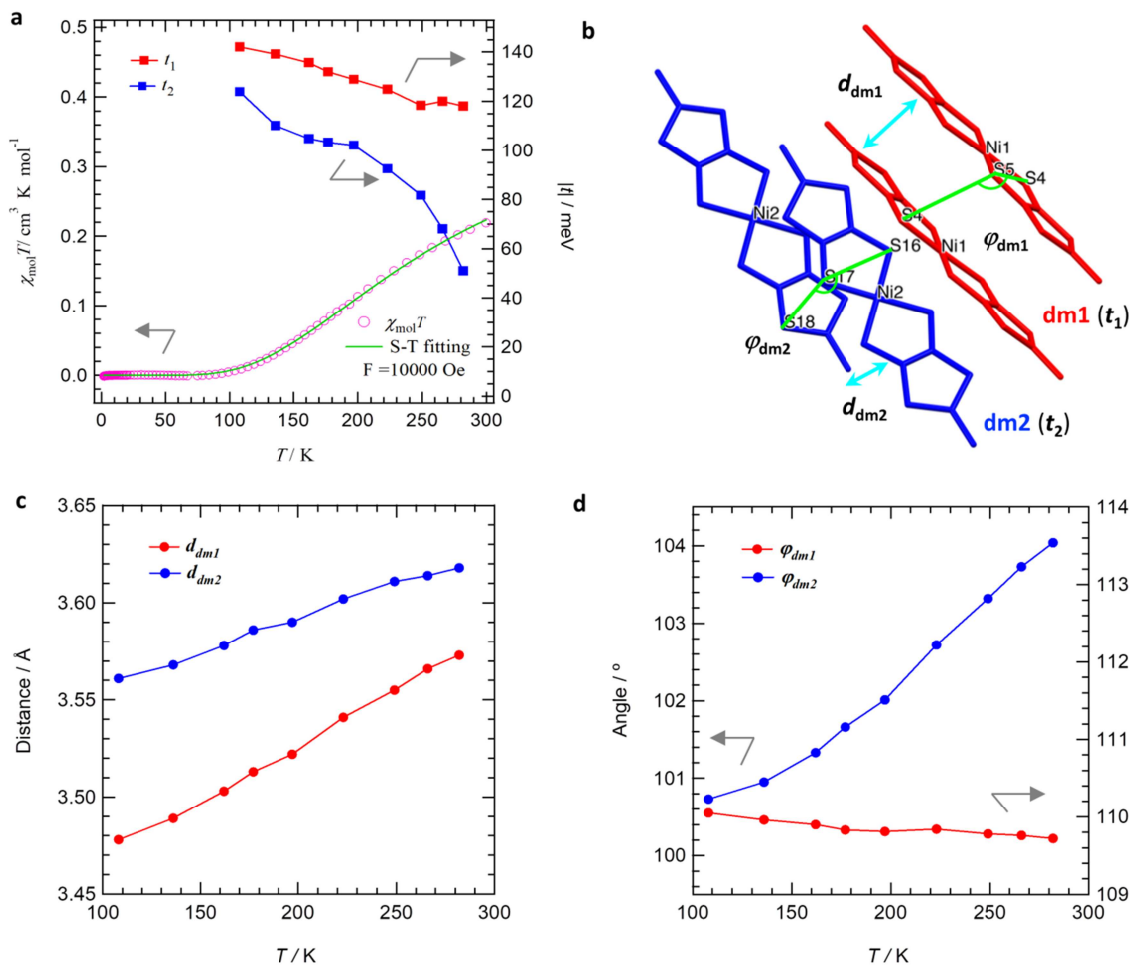 a
0.5
0.4
0.3
0.2
0.1
0.0
χmolT/ cm³ K mol⁻¹
t₁
t₂
140
120
100
80
60
40
20
0
|t| / meV
χmolT
S-T fitting
F =10000 Oe
0 50 100 150 200 250 300
T / K
b
ddm1
Ni1
S5
S4
S4
Ni1
φdm1
Ni2
S16
S17
Ni2
S18
φdm2
dm1 (t₁)
ddm2
dm2 (t₂)
c
3.65
3.60
3.55
3.50
3.45
Distance / Å
ddm1
ddm2
100 150 200 250 300
T / K
d
104
103
102
101
100
Angle / °
φdm1
φdm2
114
113
112
111
110
109
100 150 200 250 300
T / K